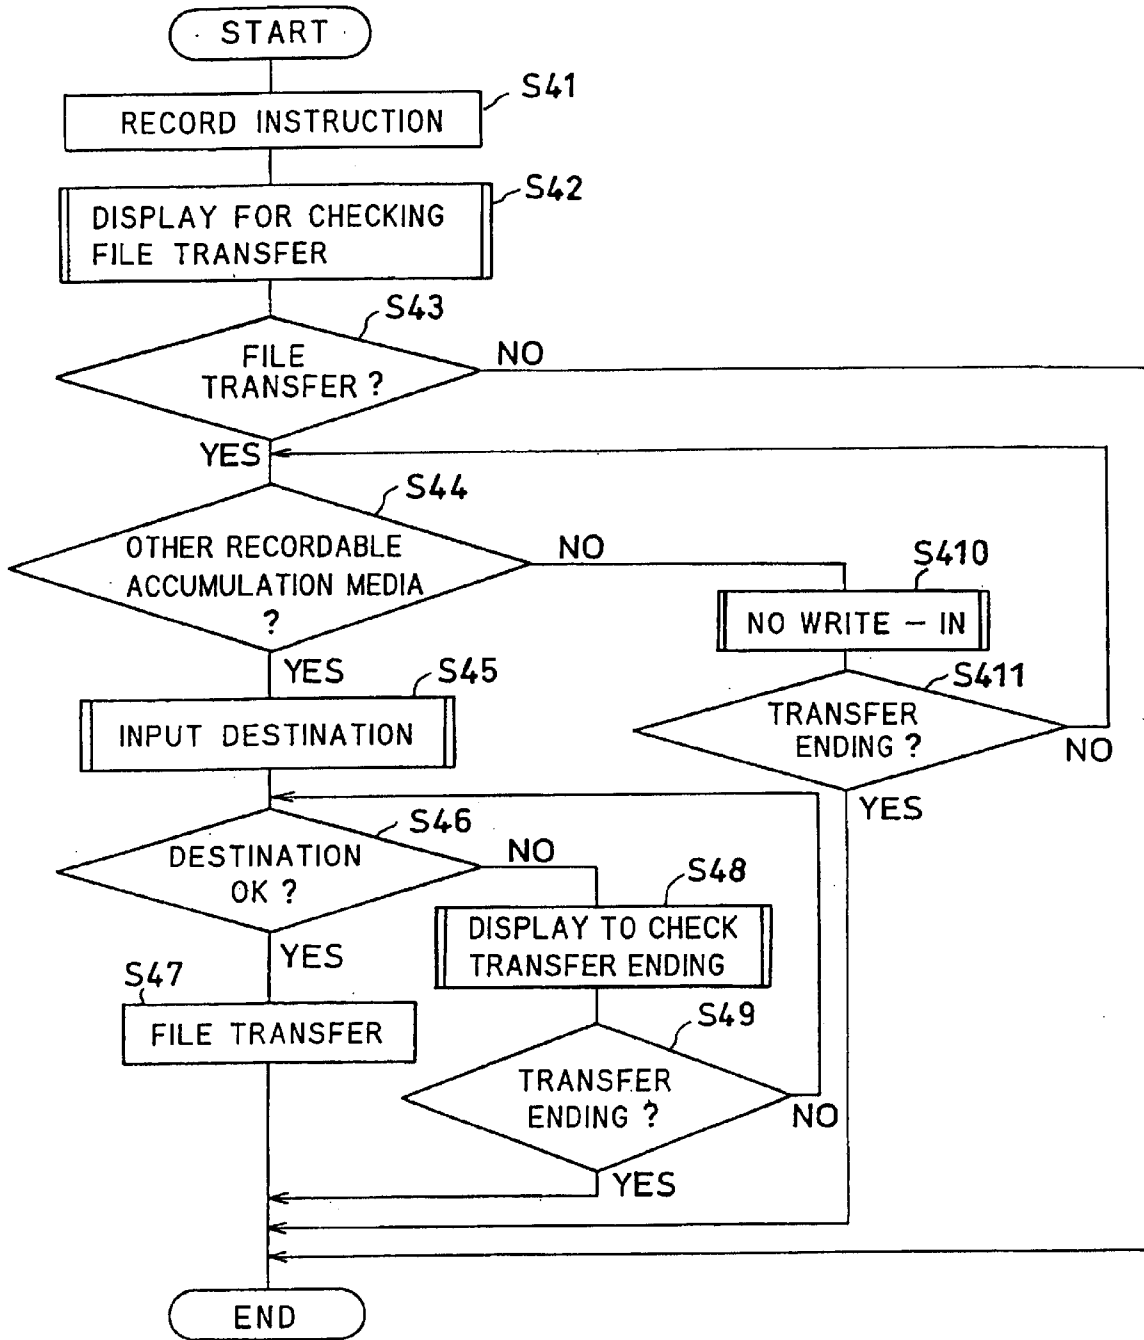 START
S41
RECORD INSTRUCTION
S42
DISPLAY FOR CHECKING
FILE TRANSFER
S43
FILE
TRANSFER ?
NO
YES
S44
OTHER RECORDABLE
ACCUMULATION MEDIA
?
NO
S410
NO WRITE – IN
S411
TRANSFER
ENDING ?
NO
YES
YES
S45
INPUT DESTINATION
S46
DESTINATION
OK ?
NO
S48
DISPLAY TO CHECK
TRANSFER ENDING
S49
TRANSFER
ENDING ?
NO
YES
YES
S47
FILE TRANSFER
END